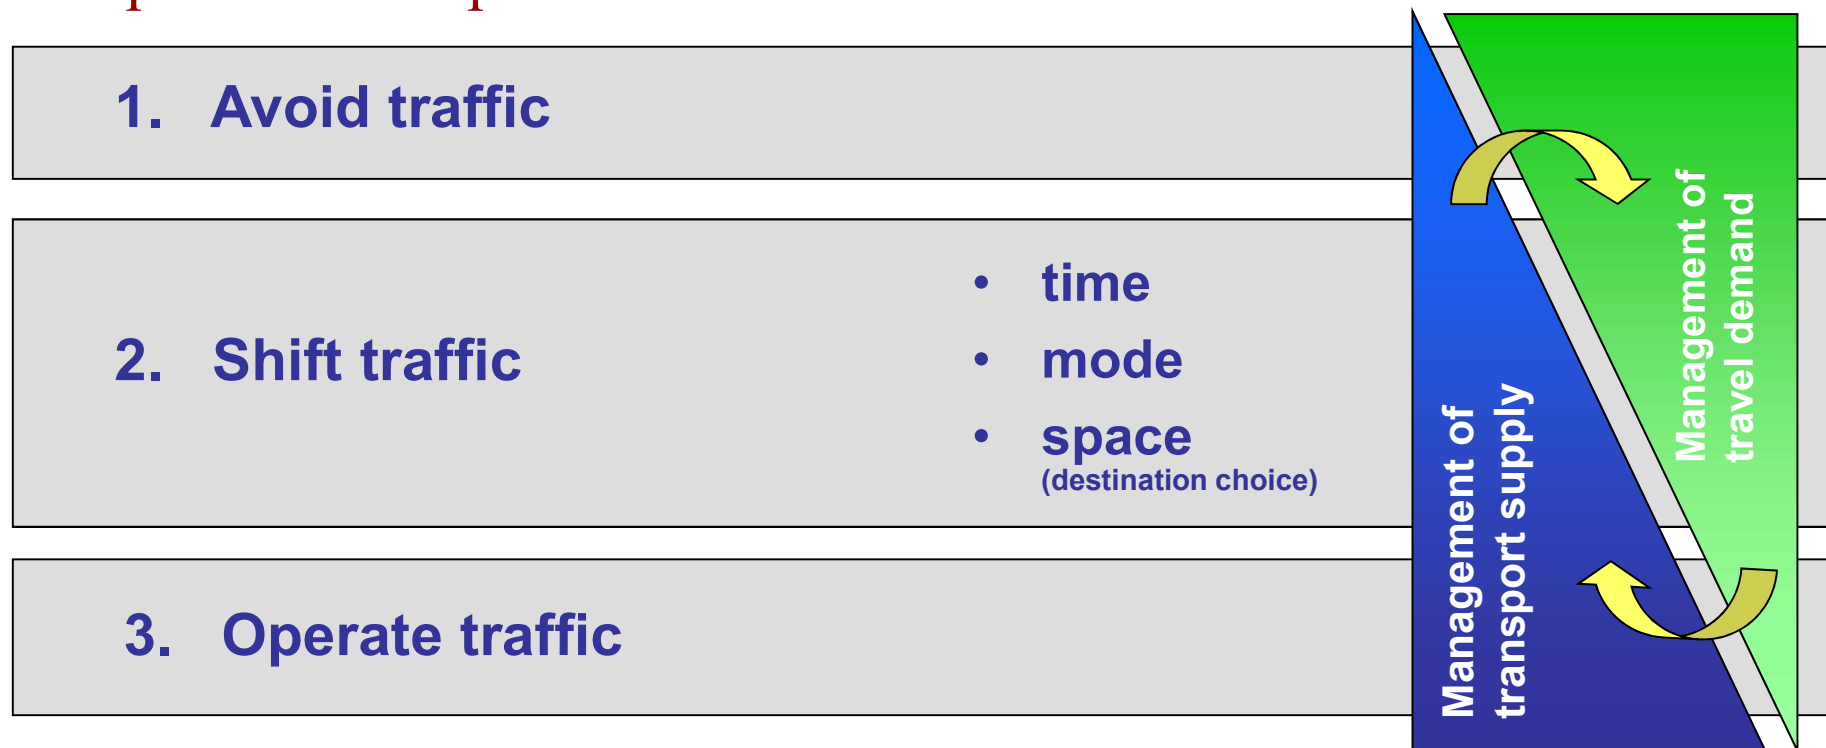 1. Avoid traffic
2. Shift traffic
• time
• mode
• space
(destination choice)
3. Operate traffic
Management of
transport supply
Management of
travel demand